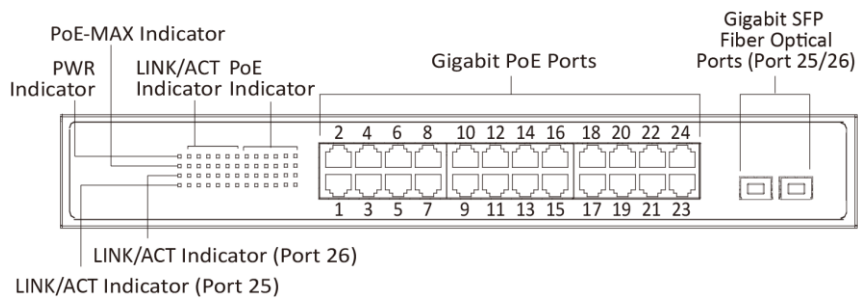 Gigabit SFP
Fiber Optical
Ports (Port 25/26)
PoE-MAX Indicator
PWR
Indicator
LINK/ACT
Indicator
PoE
Indicator
Gigabit PoE Ports
2 4 6 8 10 12 14 16 18 20 22 24
1 3 5 7 9 11 13 15 17 19 21 23
LINK/ACT Indicator (Port 26)
LINK/ACT Indicator (Port 25)